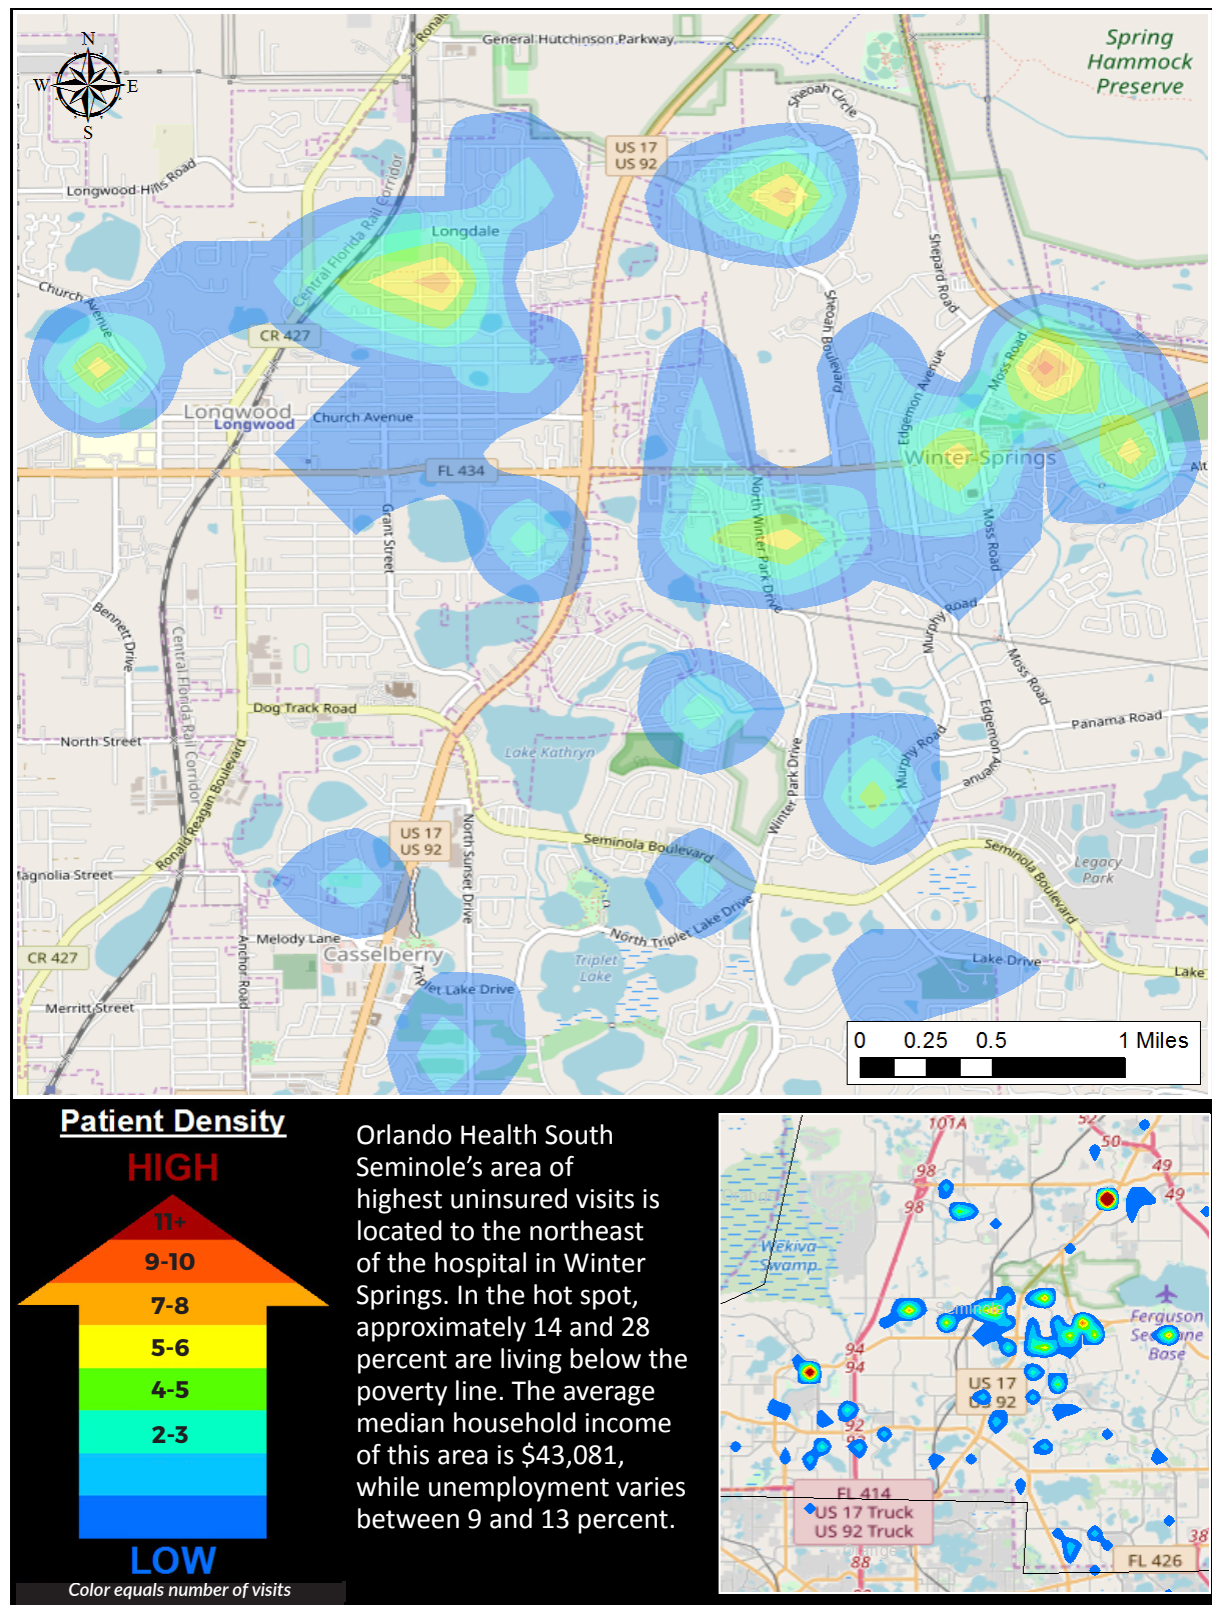 N
W
E
S
Ronal
General Hutchinson Parkway
Spring
Hammock
Preserve
Sheoah Circle
US 17
US 92
Longwood Hills Road
Central Florida Rail Corridor
Longdale
Shepard Road
Church Avenue
Sheoah Boulevard
CR 427
Moss Road
Edgemon Avenue
Longwood
Longwood
Church Avenue
Winter Springs
FL 434
Alt
North Winter Park Drive
Grant Street
Moss Road
Bennett Drive
Murphy Road
Central Florida Rail Corridor
Moss Road
Dog Track Road
Edgemon Avenue
Panama Road
North Street
Lake Kathryn
Murphy Road
Winter Park Drive
Ronald Reagan Boulevard
US 17
US 92
North Sunset Drive
Seminola Boulevard
Seminola Boulevard
Magnolia Street
Legacy
Park
North Triplet Lake Drive
Melody Lane
Casselberry
Anchor Road
CR 427
Triplet
Lake
Lake Drive
Lake
Triplet Lake Drive
Merritt Street
0 0.25 0.5 1 Miles
Patient Density
HIGH
11+
9-10
7-8
5-6
4-5
2-3
LOW
Color equals number of visits
Orlando Health South
Seminole’s area of
highest uninsured visits is
located to the northeast
of the hospital in Winter
Springs. In the hot spot,
approximately 14 and 28
percent are living below the
poverty line. The average
median household income
of this area is $43,081,
while unemployment varies
between 9 and 13 percent.
101A
52
50
49
49
98
98
Wekiva
Swamp
Seminole
Ferguson
Seaplane
Base
94
94
US 17
US 92
92
FL 414
US 17 Truck
US 92 Truck
Orange
88
38
FL 426